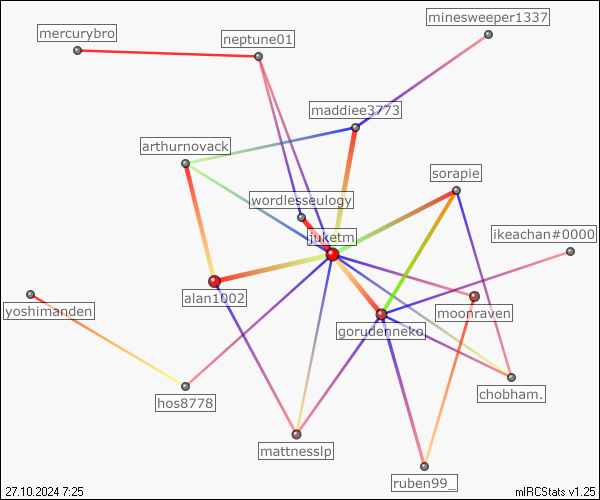 minesweeper1337
mercurybro
neptune01
maddiee3773
arthurnovack
sorapie
wordlesseulogy
juketm
ikeachan#0000
alan1002
yoshimanden
moonraven
gorudenneko
chobham.
hos8778
mattnesslp
ruben99_
27.10.2024 7:25
mIRCStats v1.25